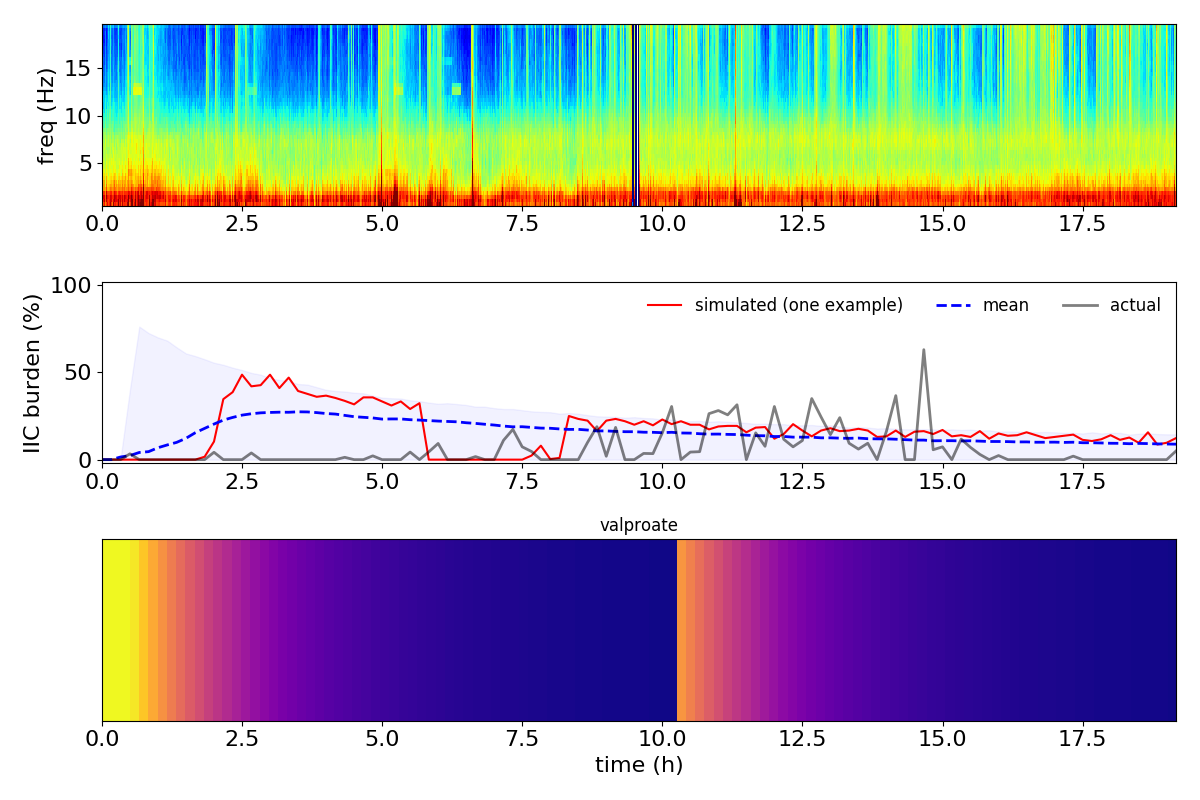 15
10
5
freq (Hz)
0.0 2.5 5.0 7.5 10.0 12.5 15.0 17.5
100
50
0
IIC burden (%)
simulated (one example) mean actual
0.0 2.5 5.0 7.5 10.0 12.5 15.0 17.5
valproate
0.0 2.5 5.0 7.5 10.0 12.5 15.0 17.5
time (h)